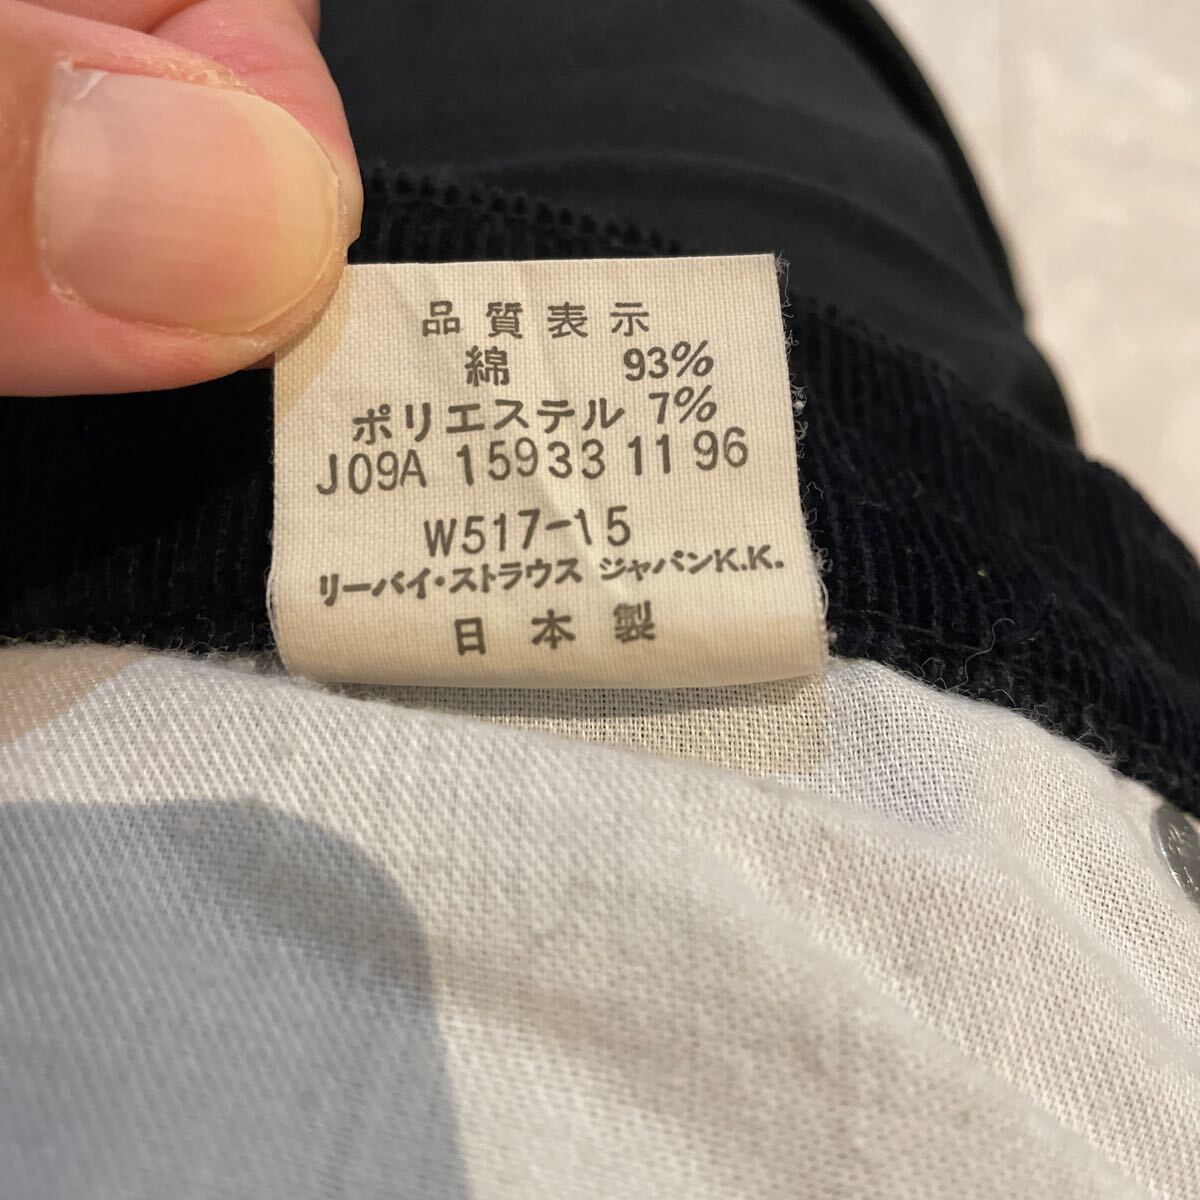 品質表示
綿 93%
ポリエステル 7%
J09A 15933 11 96
W517-15
リーバイ・ストラウス ジャパンK.K.
日本製